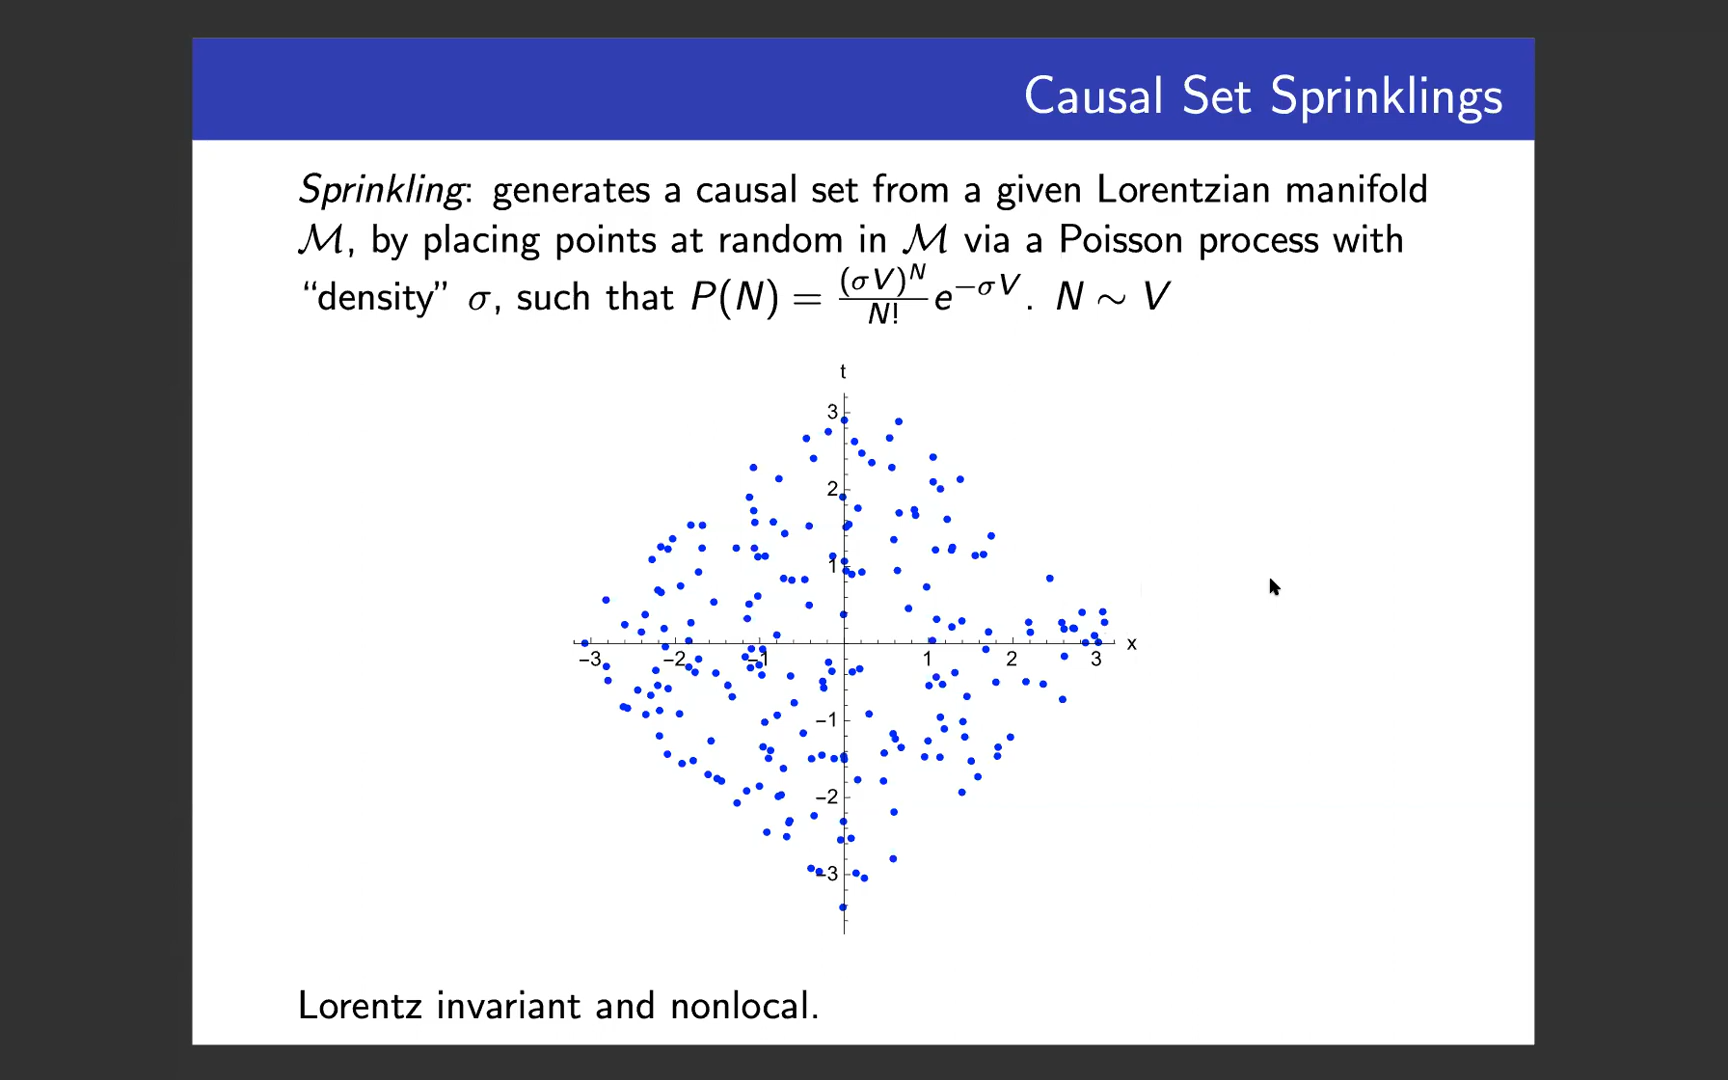 Causal Set Sprinklings
Sprinkling: generates a causal set from a given Lorentzian manifold
ℳ, by placing points at random in ℳ via a Poisson process with
“density” σ, such that P(N) = (σV)^N / N! e^{−σV}. N ∼ V
t
3
2
1
−3 −2 −1 1 2 3 x
−1
−2
−3
Lorentz invariant and nonlocal.